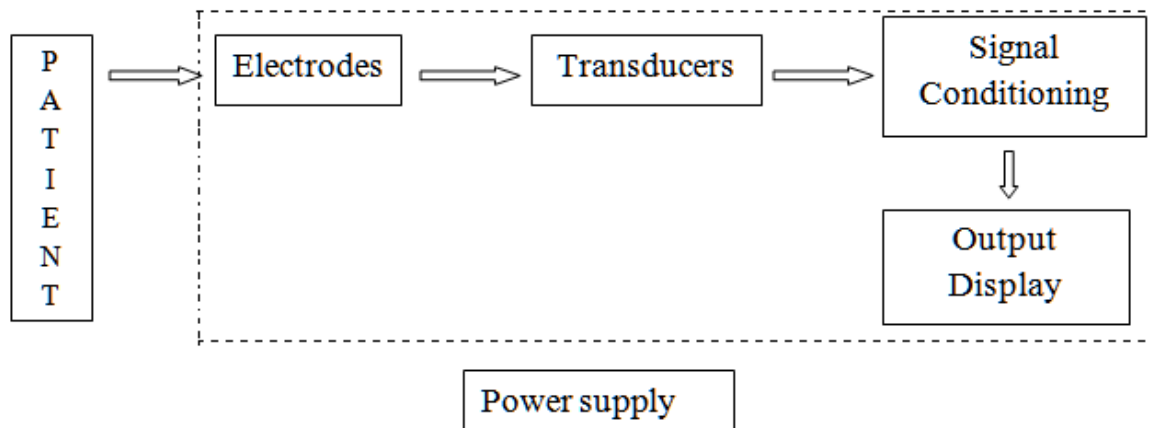 P
A
T
I
E
N
T
Electrodes
Transducers
Signal
Conditioning
Output
Display
Power supply